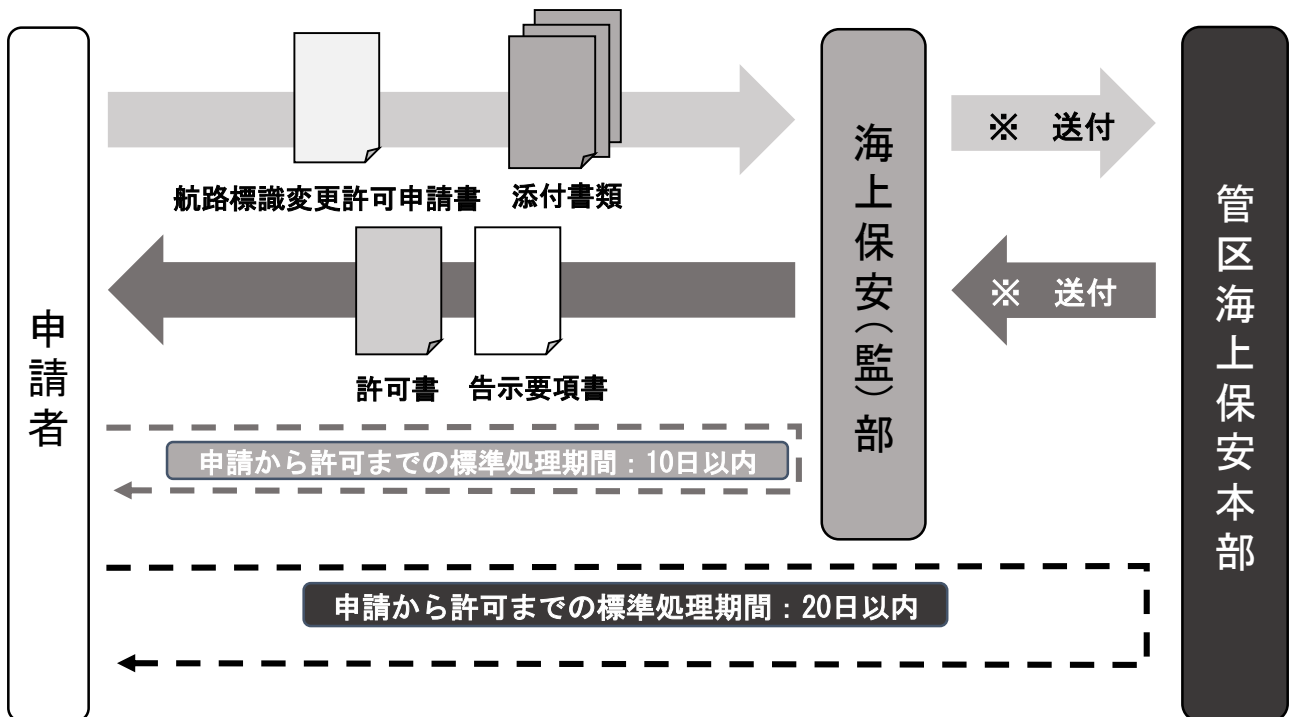 申請者
航路標識変更許可申請書
添付書類
海上保安(監)部
※ 送付
管区海上保安本部
許可書
告示要項書
※ 送付
申請から許可までの標準処理期間：10日以内
申請から許可までの標準処理期間：20日以内